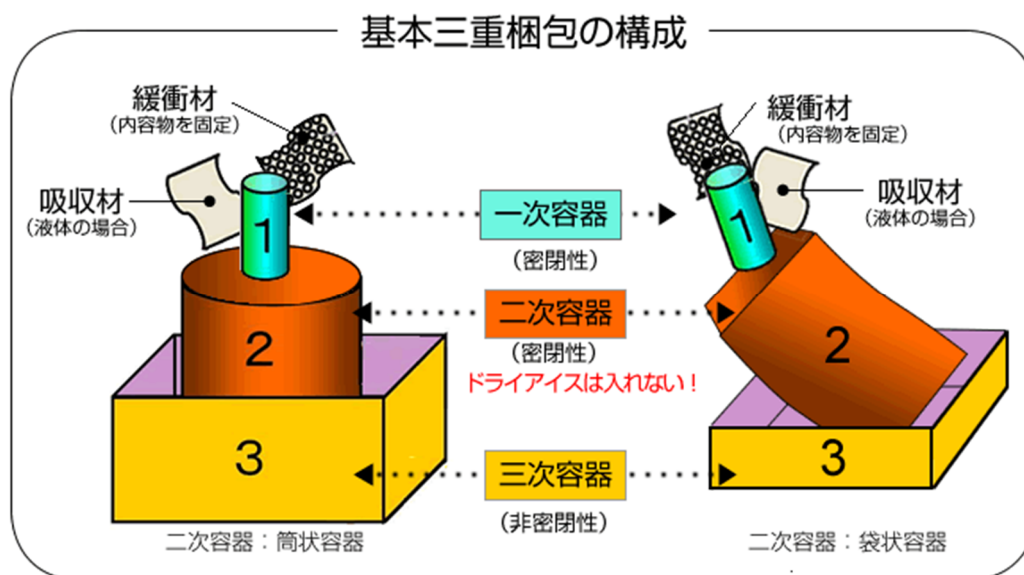 基本三重梱包の構成
緩衝材
（内容物を固定）
吸収材
（液体の場合）
1
2
3
二次容器：筒状容器
一次容器
（密閉性）
二次容器
（密閉性）
ドライアイスは入れない！
三次容器
（非密閉性）
緩衝材
（内容物を固定）
吸収材
（液体の場合）
1
2
3
二次容器：袋状容器